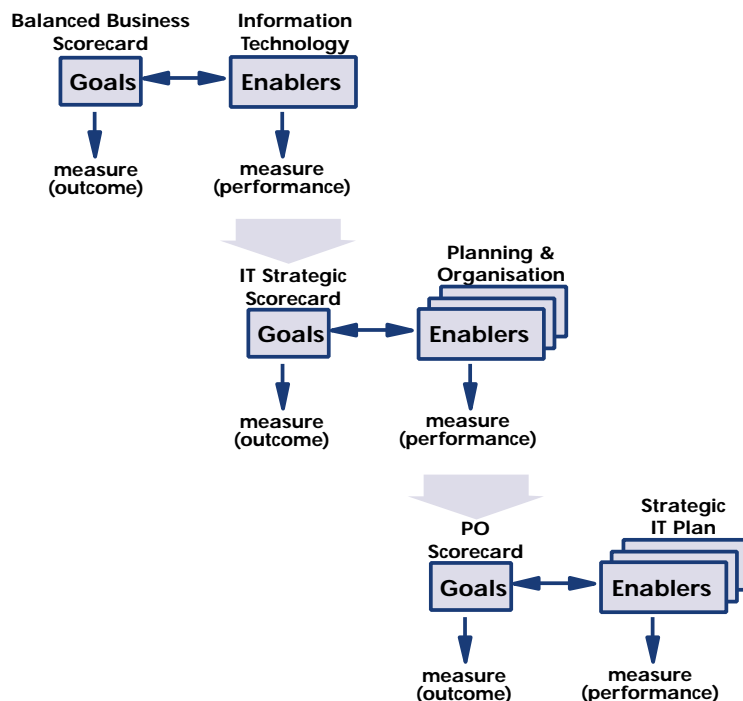 Balanced Business
Scorecard
Goals
measure
(outcome)
Information
Technology
Enablers
measure
(performance)
IT Strategic
Scorecard
Goals
measure
(outcome)
Planning &
Organisation
Enablers
measure
(performance)
PO
Scorecard
Goals
measure
(outcome)
Strategic
IT Plan
Enablers
measure
(performance)